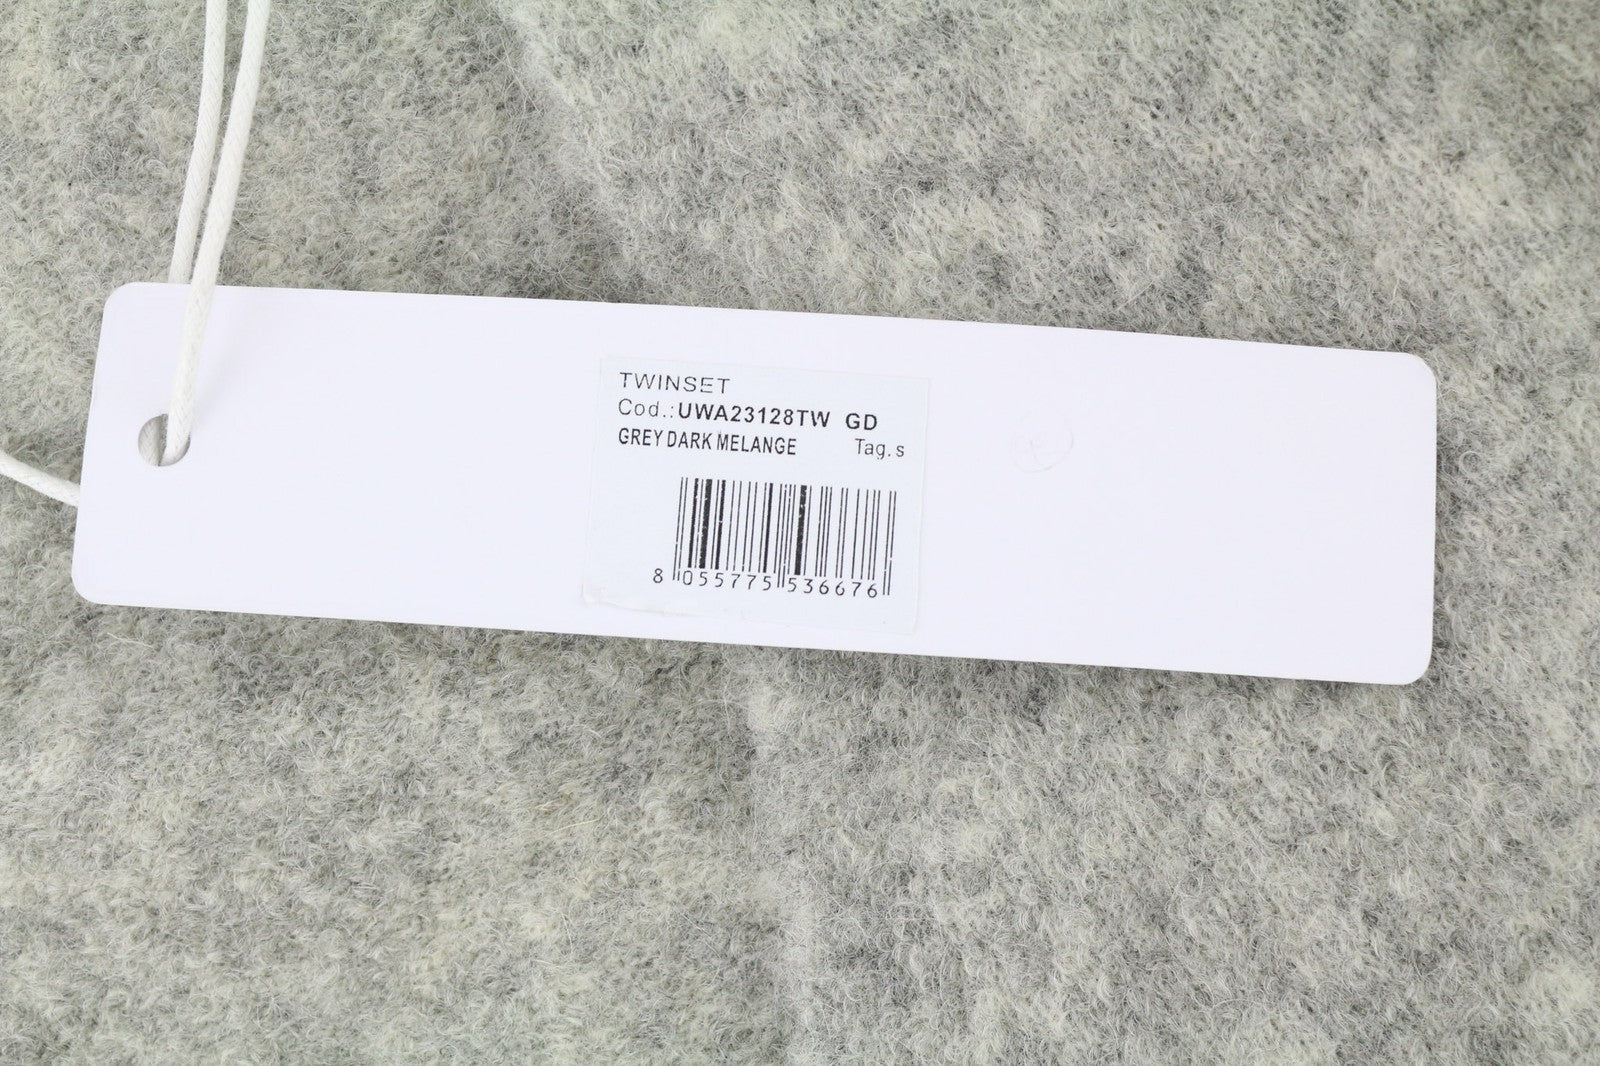 TWINSET
Cod.:UWA23128TW GD
GREY DARK MELANGE Tag.s
8 055775 536676